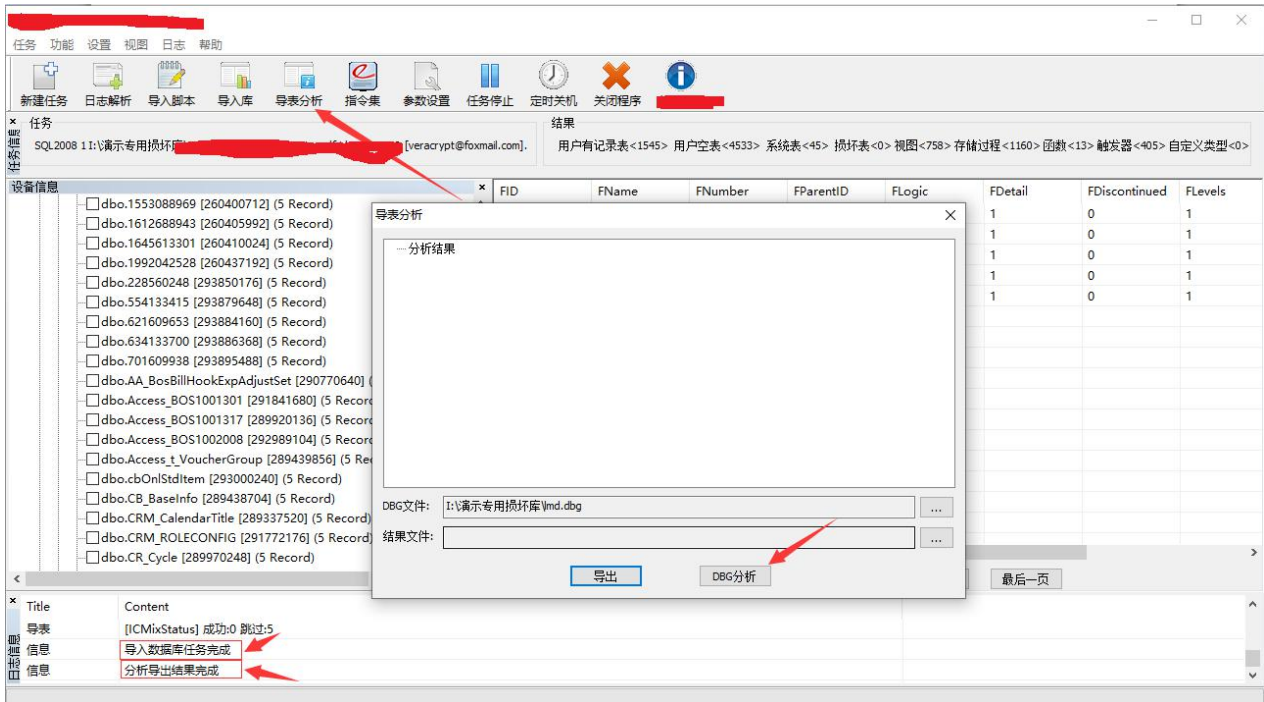 任务 功能 设置 视图 日志 帮助
新建任务 日志解析 导入脚本 导入库 导表分析 指令集 参数设置 任务停止 定时关机 关闭程序
任务信息
任务
SQL2008 1 I:\演示专用损坏库\ [veracrypt@foxmail.com].
结果
用户有记录表<1545> 用户空表<4533> 系统表<45> 损坏表<0> 视图<758> 存储过程<1160> 函数<13> 触发器<405> 自定义类型<0>
设备信息
dbo.1553088969 [260400712] (5 Record)
dbo.1612688943 [260405992] (5 Record)
dbo.1645613301 [260410024] (5 Record)
dbo.1992042528 [260437192] (5 Record)
dbo.228560248 [293850176] (5 Record)
dbo.554133415 [293879648] (5 Record)
dbo.621609653 [293884160] (5 Record)
dbo.634133700 [293886368] (5 Record)
dbo.701609938 [293895488] (5 Record)
dbo.AA_BosBillHookExpAdjustSet [290770640] (
dbo.Access_BOS1001301 [291841680] (5 Record
dbo.Access_BOS1001317 [289920136] (5 Record
dbo.Access_BOS1002008 [292989104] (5 Record
dbo.Access_t_VoucherGroup [289439856] (5 Re
dbo.cbOnlStdItem [293000240] (5 Record)
dbo.CB_BaseInfo [289438704] (5 Record)
dbo.CRM_CalendarTitle [289337520] (5 Record)
dbo.CRM_ROLECONFIG [291772176] (5 Record)
dbo.CR_Cycle [289970248] (5 Record)
FID FName FNumber FParentID FLogic FDetail FDiscontinued FLevels
1 0 1
1 0 1
1 0 1
1 0 1
1 0 1
导表分析
分析结果
DBG文件: I:\演示专用损坏库\lmd.dbg ...
结果文件: ...
导出 DBG分析
最后一页
日志信息
Title Content
导表 [ICMixStatus] 成功:0 跳过:5
信息 导入数据库任务完成
信息 分析导出结果完成